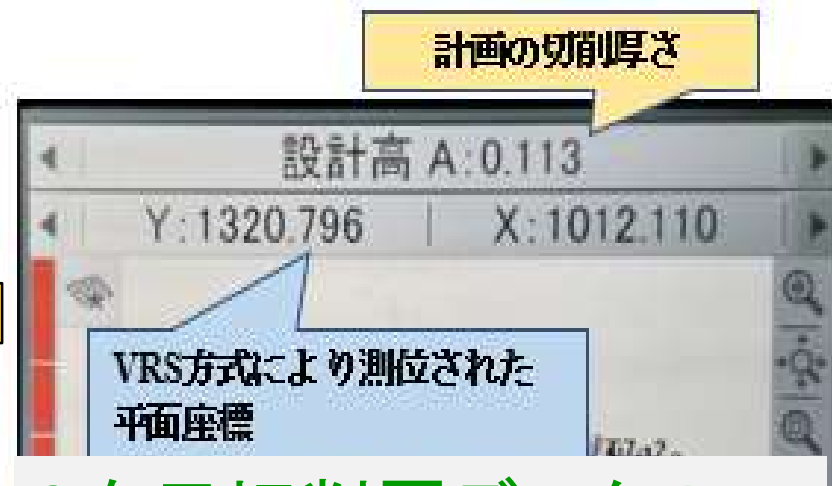 計画の切削厚さ
設計高 A:0.113
Y:1320.796 X:1012.110
VRS方式により測位された
平面座標